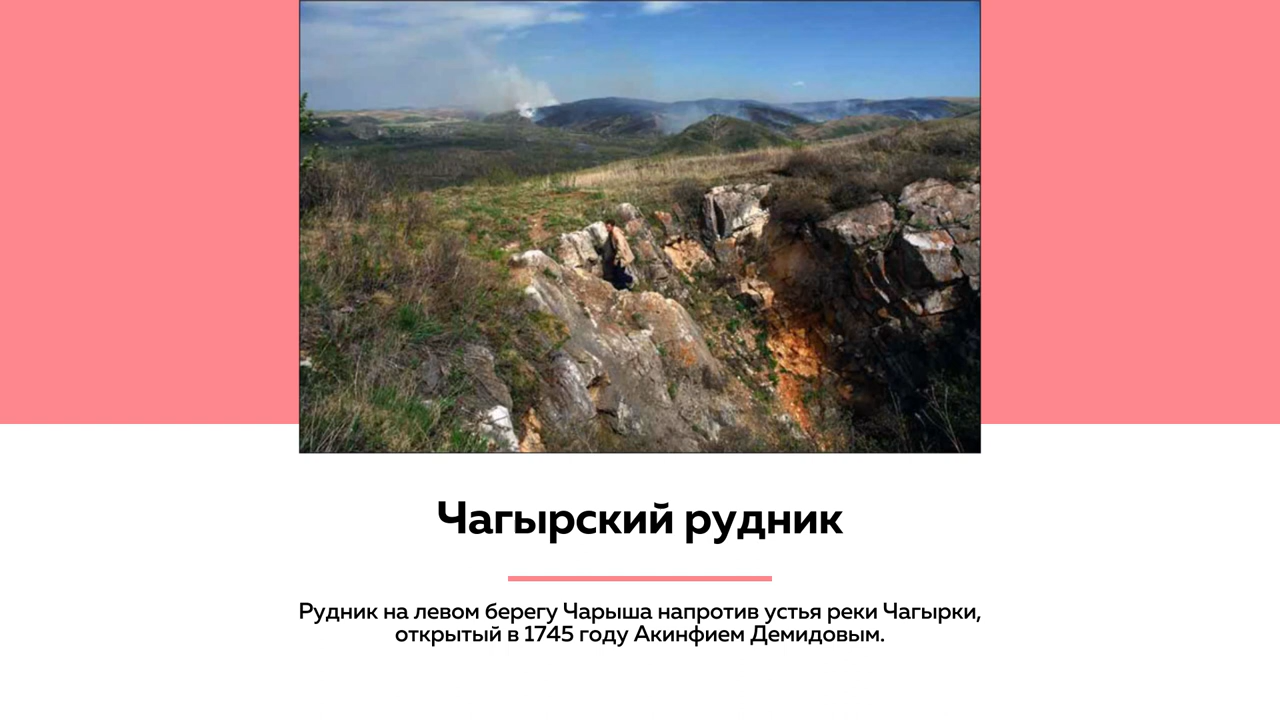 Чагырский рудник
Рудник на левом берегу Чарыша напротив устья реки Чагырки,
открытый в 1745 году Акинфием Демидовым.